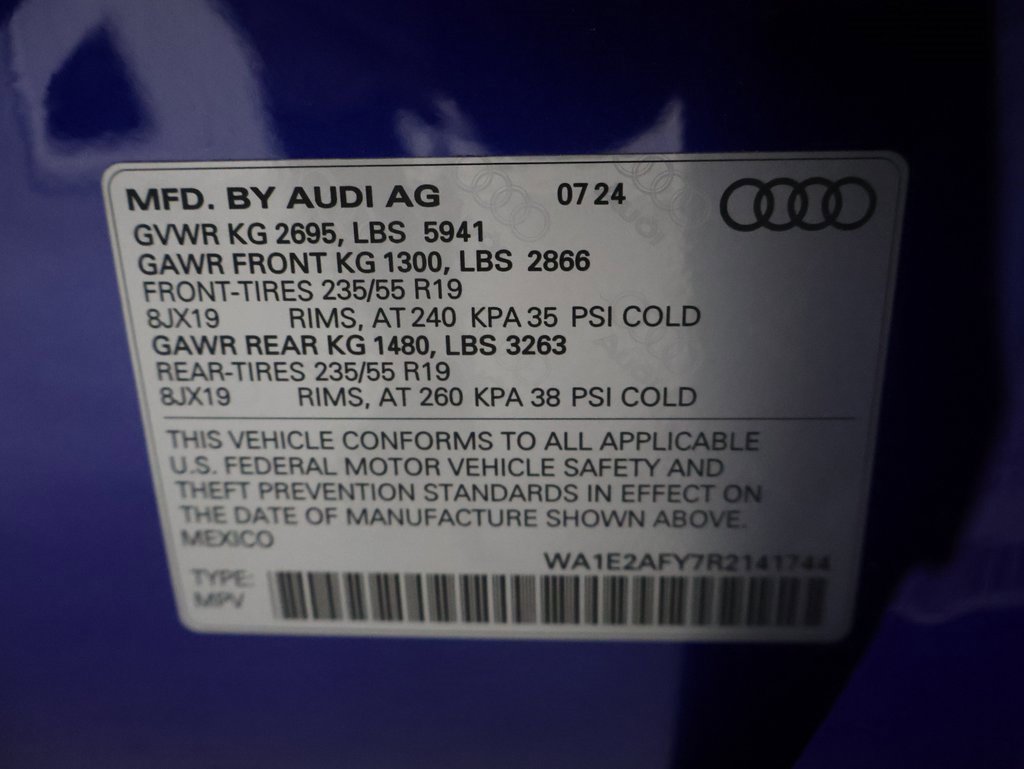 MFD. BY AUDI AG 07 24
GVWR KG 2695, LBS 5941
GAWR FRONT KG 1300, LBS 2866
FRONT-TIRES 235/55 R19
8JX19 RIMS, AT 240 KPA 35 PSI COLD
GAWR REAR KG 1480, LBS 3263
REAR-TIRES 235/55 R19
8JX19 RIMS, AT 260 KPA 38 PSI COLD
THIS VEHICLE CONFORMS TO ALL APPLICABLE
U.S. FEDERAL MOTOR VEHICLE SAFETY AND
THEFT PREVENTION STANDARDS IN EFFECT ON
THE DATE OF MANUFACTURE SHOWN ABOVE.
MEXICO
WA1E2AFY7R2141744
TYPE:
MPV